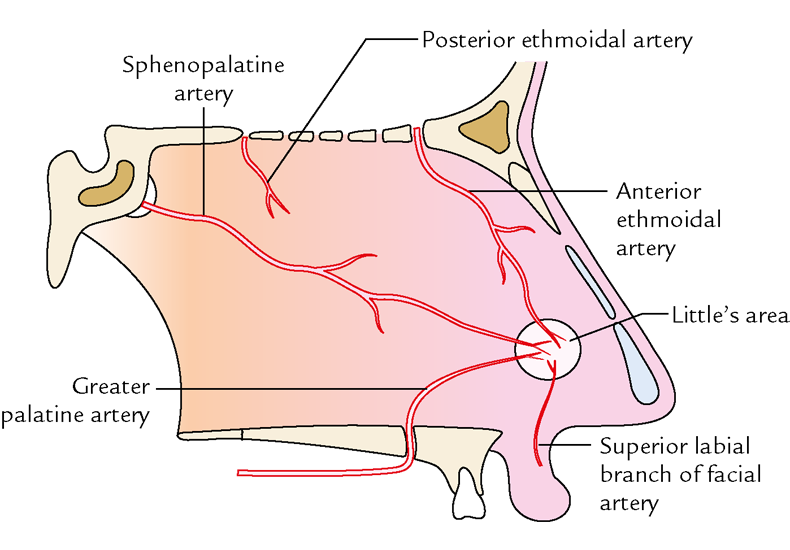 Posterior ethmoidal artery
Sphenopalatine
artery
Anterior
ethmoidal
artery
Little's area
Greater
palatine artery
Superior labial
branch of facial
artery